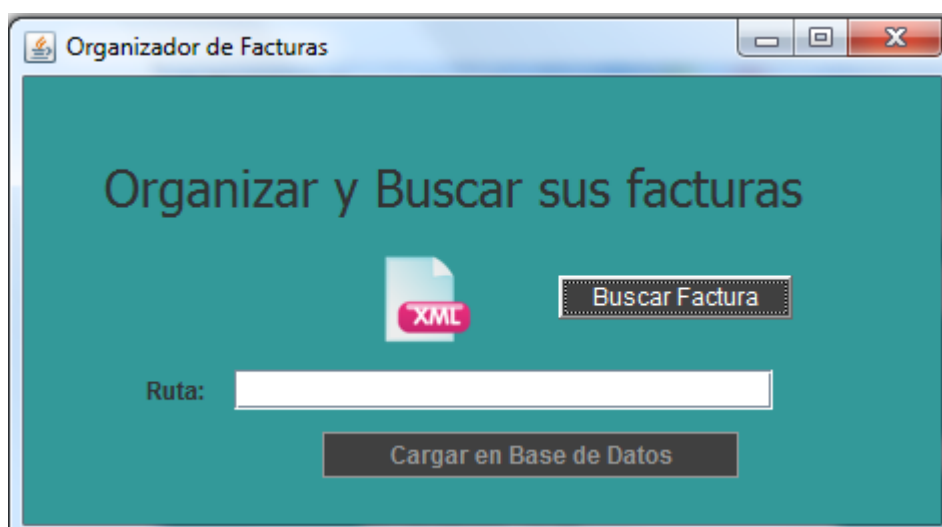 Organizador de Facturas
Organizar y Buscar sus facturas
XML
Buscar Factura
Ruta:
Cargar en Base de Datos